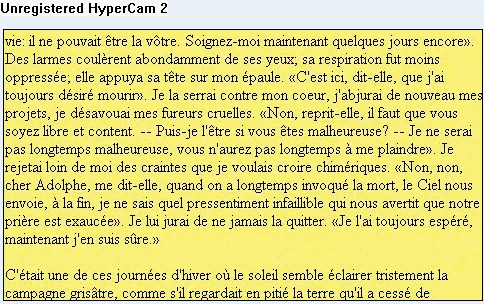 Unregistered HyperCam 2
vie: il ne pouvait être la vôtre. Soignez-moi maintenant quelques jours encore».
Des larmes coulèrent abondamment de ses yeux; sa respiration fut moins
oppressée; elle appuya sa tête sur mon épaule. «C'est ici, dit-elle, que j'ai
toujours désiré mourir». Je la serrai contre mon coeur, j'abjurai de nouveau mes
projets, je désavouai mes fureurs cruelles. «Non, reprit-elle, il faut que vous
soyez libre et content. -- Puis-je l'être si vous êtes malheureuse? -- Je ne serai
pas longtemps malheureuse, vous n'aurez pas longtemps à me plaindre». Je
rejetai loin de moi des craintes que je voulais croire chimériques. «Non, non,
cher Adolphe, me dit-elle, quand on a longtemps invoqué la mort, le Ciel nous
envoie, à la fin, je ne sais quel pressentiment infaillible qui nous avertit que notre
prière est exaucée». Je lui jurai de ne jamais la quitter. «Je l'ai toujours espéré,
maintenant j'en suis sûre.»
C'était une de ces journées d'hiver où le soleil semble éclairer tristement la
campagne grisâtre, comme s'il regardait en pitié la terre qu'il a cessé de